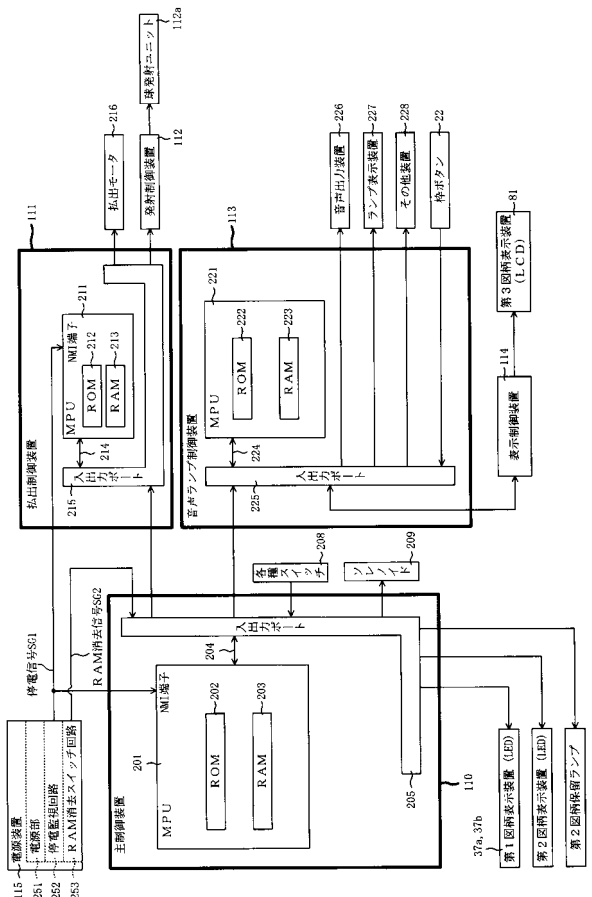 電源装置
電源部
停電監視回路
RAM消去スイッチ回路
115
251
252
253
停電信号SG1
RAM消去信号SG2
払出制御装置
111
MPU
NMI端子
211
ROM
212
RAM
213
214
入出力ポート
215
払出モータ
216
発射制御装置
112
球発射ユニット
112a
音声ランプ制御装置
113
MPU
221
ROM
222
RAM
223
224
入出力ポート
225
音声出力装置
226
ランプ表示装置
227
その他装置
228
枠ボタン
22
表示制御装置
114
第3図柄表示装置
(LCD)
81
主制御装置
110
MPU
NMI端子
201
ROM
202
RAM
203
204
入出力ポート
205
各種
スイッチ
208
ソレノイド
209
37a, 37b
第1図柄表示装置 (LED)
第2図柄表示装置 (LED)
第2図柄保留ランプ